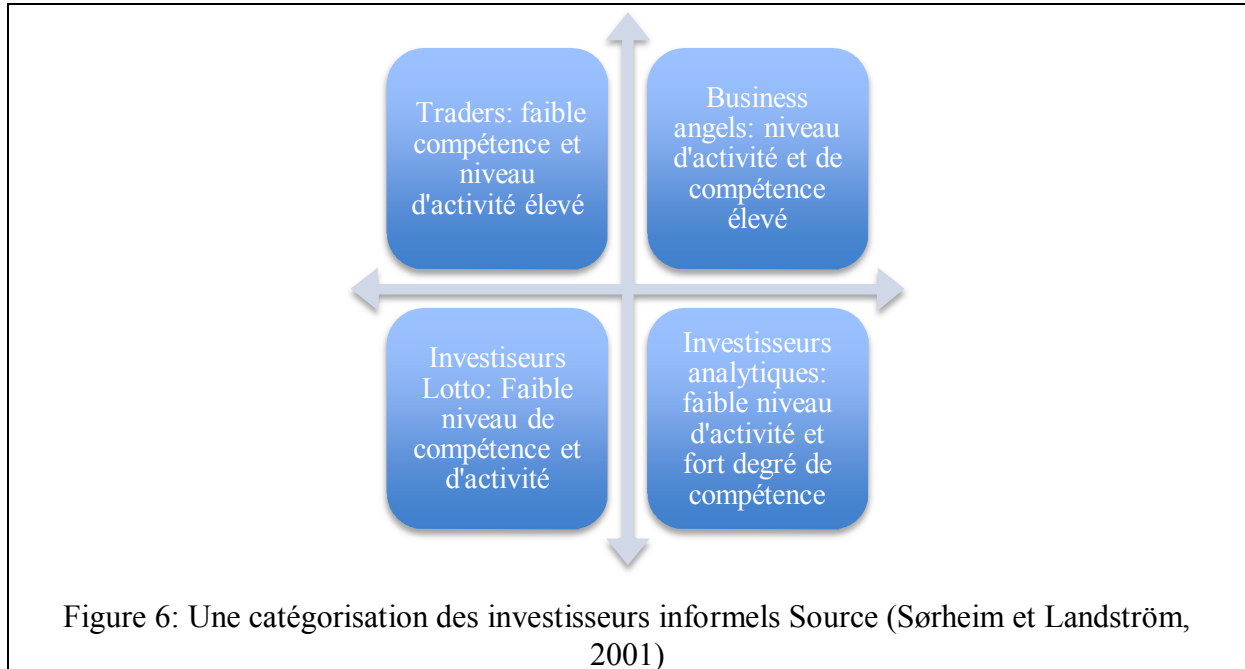 Traders: faible
compétence et
niveau
d'activité élevé
Business
angels: niveau
d'activité et de
compétence
élevé
Investiseurs
Lotto: Faible
niveau de
compétence et
d'activité
Investisseurs
analytiques:
faible niveau
d'activité et
fort degré de
compétence
Figure 6: Une catégorisation des investisseurs informels Source (Sørheim et Landström,
2001)